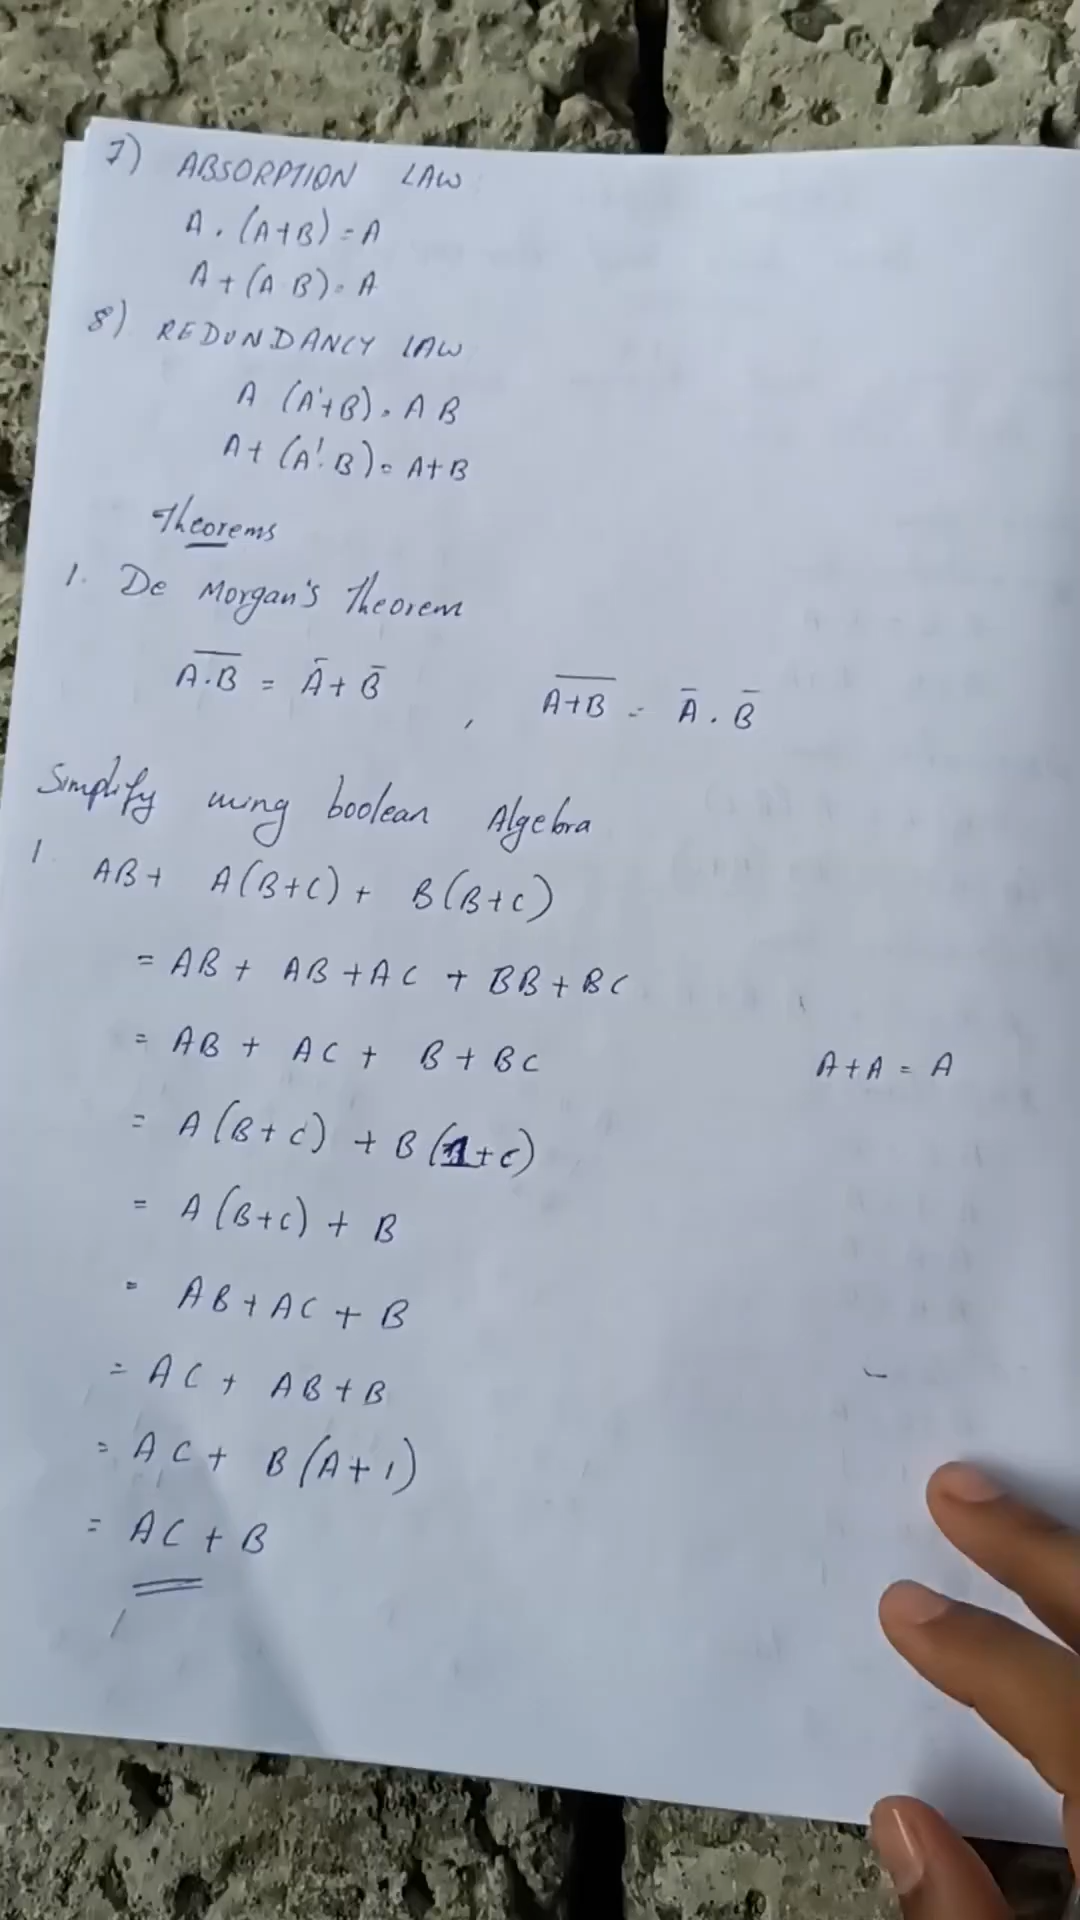 7) ABSORPTION LAW
A . (A+B) = A
A + (A B) = A
8) REDUNDANCY LAW
A (A'+B) = A B
A + (A'.B) = A+B
Theorems
1. De Morgan's Theorem
A̅.̅B̅ = A̅ + B̅ , A̅+̅B̅ = A̅ . B̅
Simplify using boolean Algebra
1 AB + A(B+C) + B(B+C)
= AB + AB + AC + BB + BC
= AB + AC + B + BC A+A = A
= A(B+C) + B(1+C)
= A(B+C) + B
= AB + AC + B
= AC + AB + B
= AC + B(A+1)
= AC + B